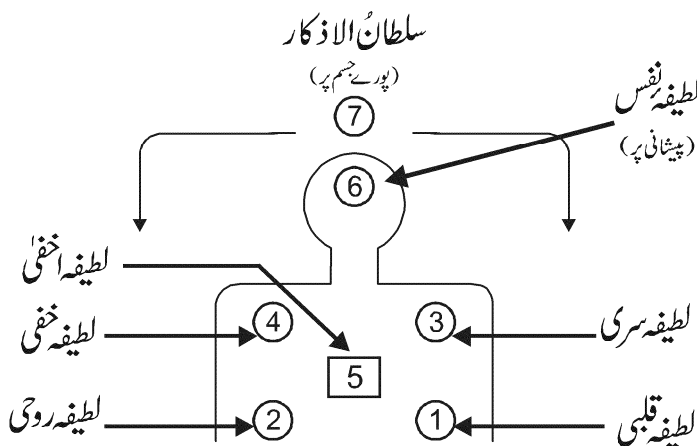 سلطانُ الاذکار
(پورے جسم پر)
7
لطیفہ نفس
(پیشانی پر)
6
لطیفہ اخفیٰ
لطیفہ خفی
4
3
لطیفہ سری
5
لطیفہ روحی
2
1
لطیفہ قلبی